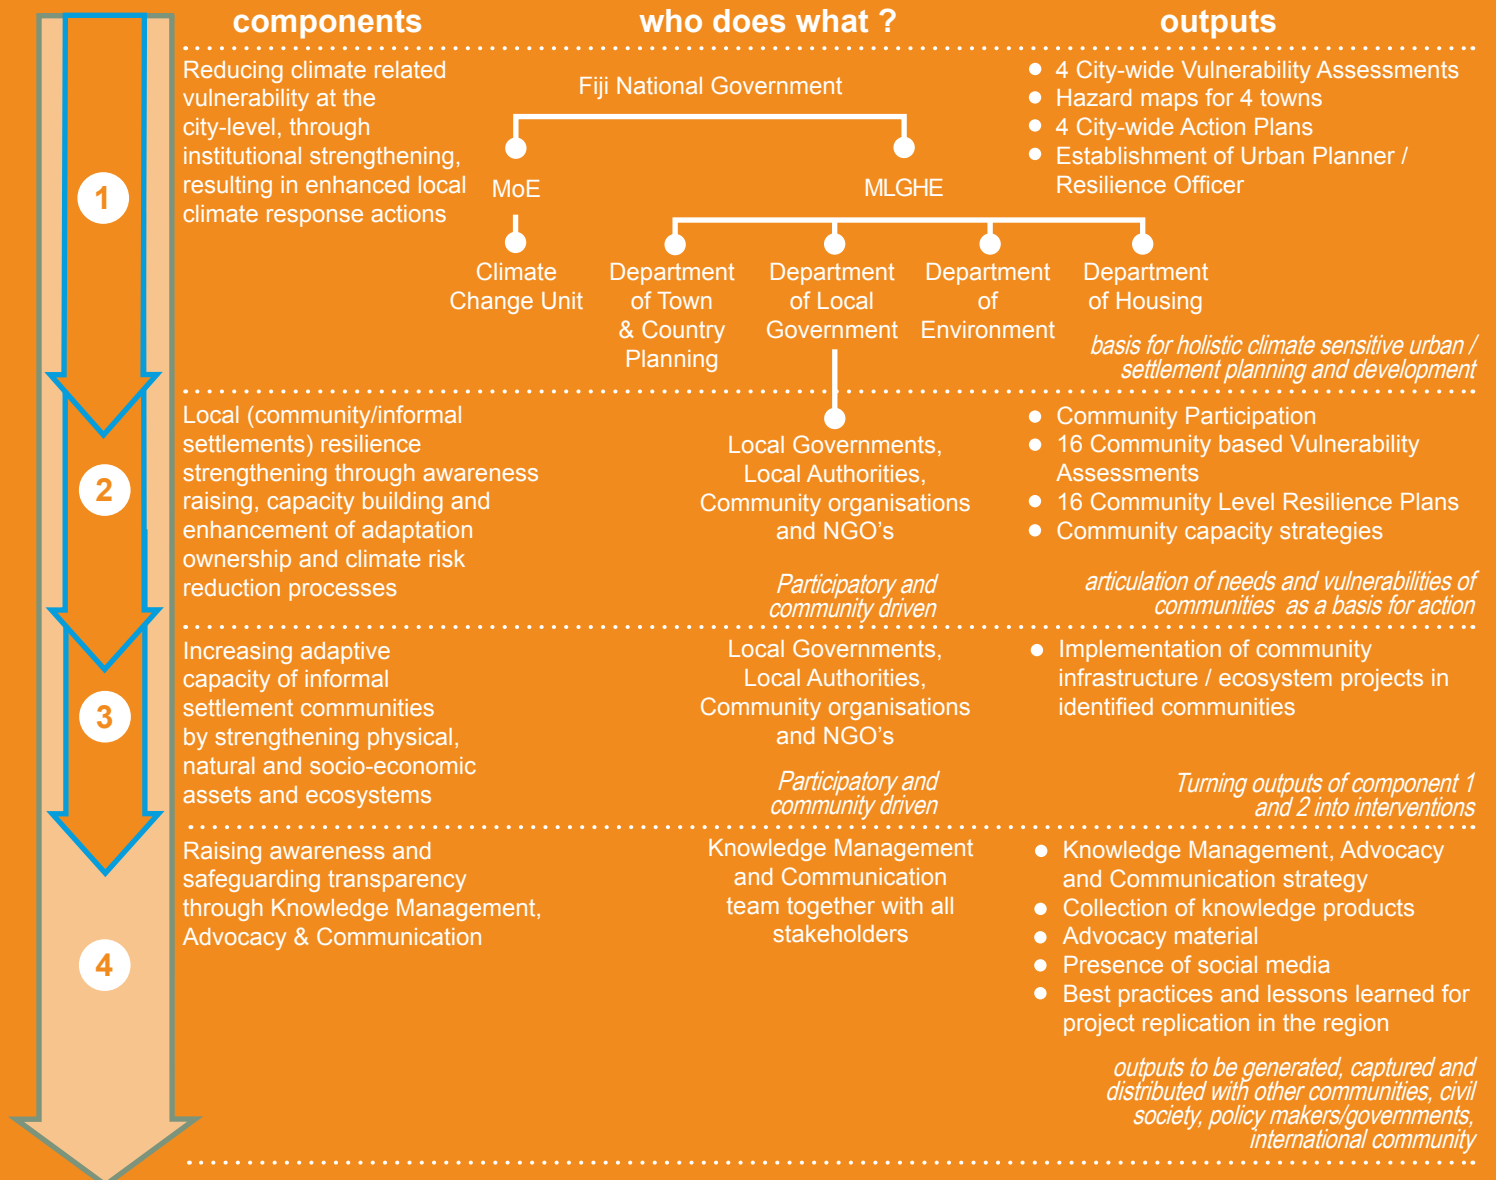 components
who does what ?
outputs
1
Reducing climate related
vulnerability at the
city-level, through
institutional strengthening,
resulting in enhanced local
climate response actions
Fiji National Government
MoE
MLGHE
Climate
Change Unit
Department
of Town
& Country
Planning
Department
of Local
Government
Department
of
Environment
Department
of Housing
4 City-wide Vulnerability Assessments
Hazard maps for 4 towns
4 City-wide Action Plans
Establishment of Urban Planner /
Resilience Officer
basis for holistic climate sensitive urban /
settlement planning and development
2
Local (community/informal
settlements) resilience
strengthening through awareness
raising, capacity building and
enhancement of adaptation
ownership and climate risk
reduction processes
Local Governments,
Local Authorities,
Community organisations
and NGO's
Participatory and
community driven
Community Participation
16 Community based Vulnerability
Assessments
16 Community Level Resilience Plans
Community capacity strategies
articulation of needs and vulnerabilities of
communities as a basis for action
3
Increasing adaptive
capacity of informal
settlement communities
by strengthening physical,
natural and socio-economic
assets and ecosystems
Local Governments,
Local Authorities,
Community organisations
and NGO's
Participatory and
community driven
Implementation of community
infrastructure / ecosystem projects in
identified communities
Turning outputs of component 1
and 2 into interventions
4
Raising awareness and
safeguarding transparency
through Knowledge Management,
Advocacy & Communication
Knowledge Management
and Communication
team together with all
stakeholders
Knowledge Management, Advocacy
and Communication strategy
Collection of knowledge products
Advocacy material
Presence of social media
Best practices and lessons learned for
project replication in the region
outputs to be generated, captured and
distributed with other communities, civil
society, policy makers/governments,
international community